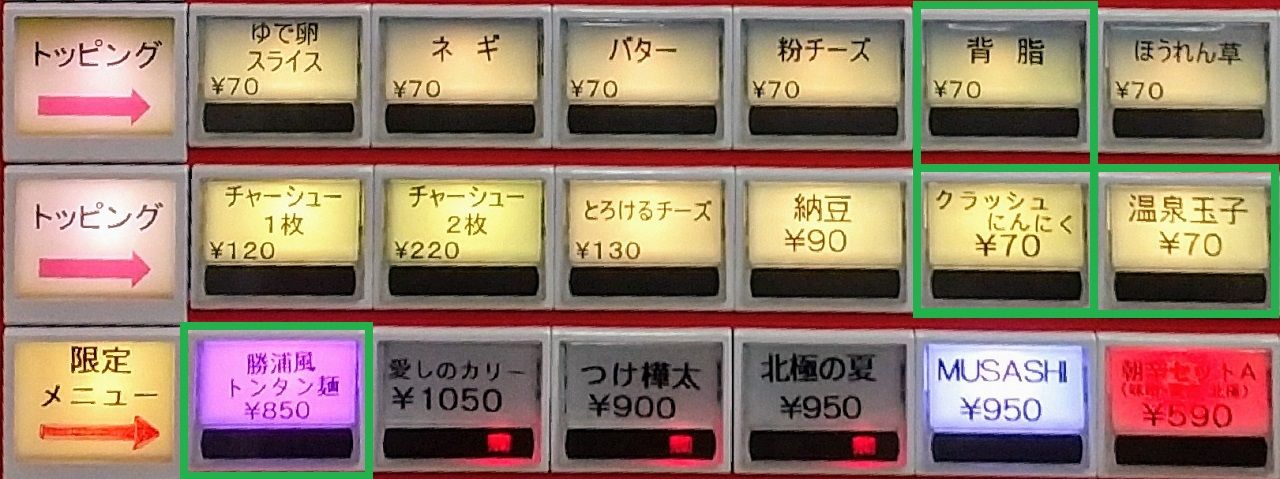 トッピング
ゆで卵
スライス
¥70
ネギ
¥70
バター
¥70
粉チーズ
¥70
背脂
¥70
ほうれん草
¥70
トッピング
チャーシュー
1枚
¥120
チャーシュー
2枚
¥220
とろけるチーズ
¥130
納豆
¥90
クラッシュ
にんにく
¥70
温泉玉子
¥70
限定
メニュー
勝浦風
トンタン麺
¥850
愛しのカリー
¥1050
つけ樺太
¥900
北極の夏
¥950
MUSASHI
¥950
朝辛セットA
¥590